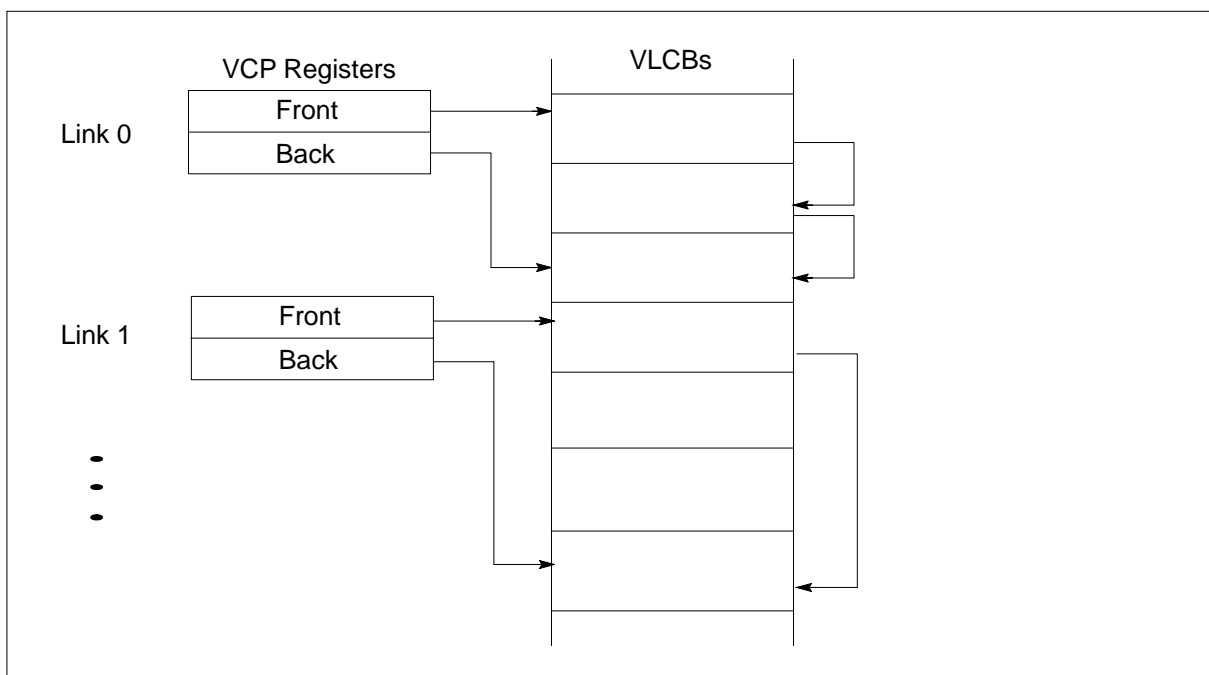 VCP Registers
VLCBs
Link 0
Front
Back
Link 1
Front
Back